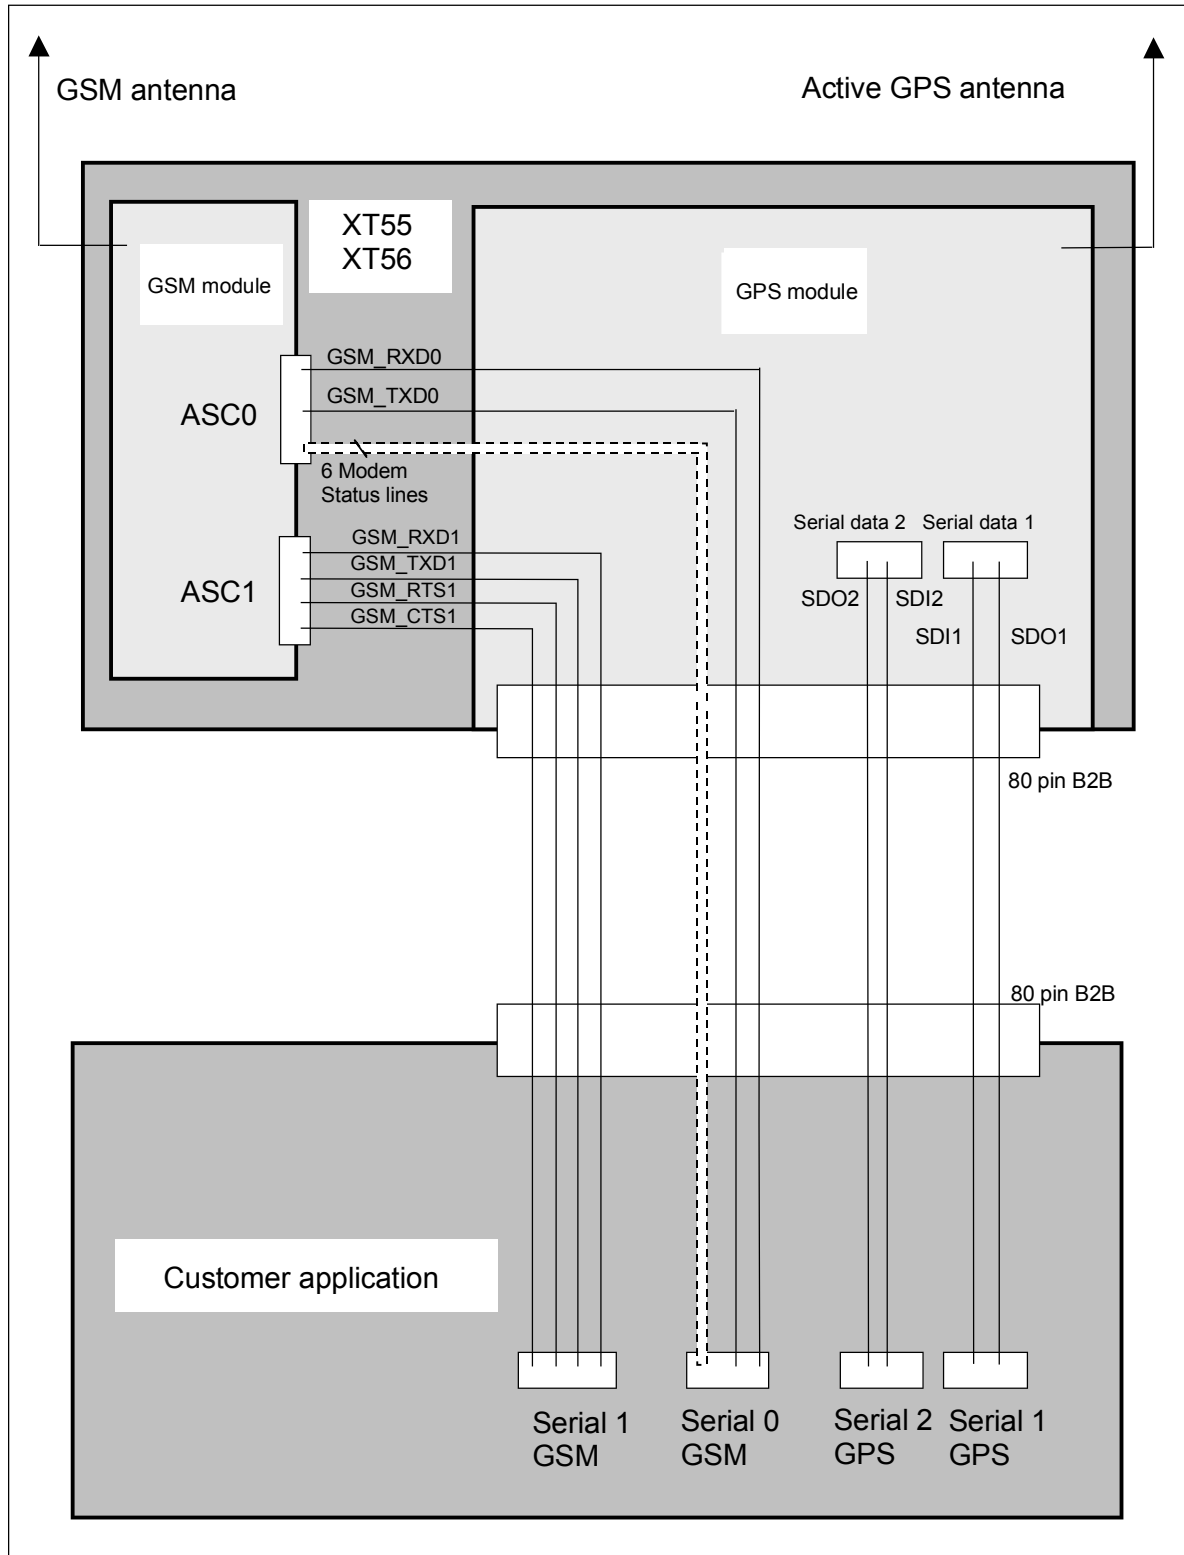 GSM antenna
Active GPS antenna
XT55
XT56
GSM module
GPS module
GSM_RXD0
GSM_TXD0
ASC0
6 Modem
Status lines
Serial data 2
Serial data 1
GSM_RXD1
GSM_TXD1
GSM_RTS1
GSM_CTS1
ASC1
SDO2
SDI2
SDI1
SDO1
80 pin B2B
80 pin B2B
Customer application
Serial 1
GSM
Serial 0
GSM
Serial 2
GPS
Serial 1
GPS